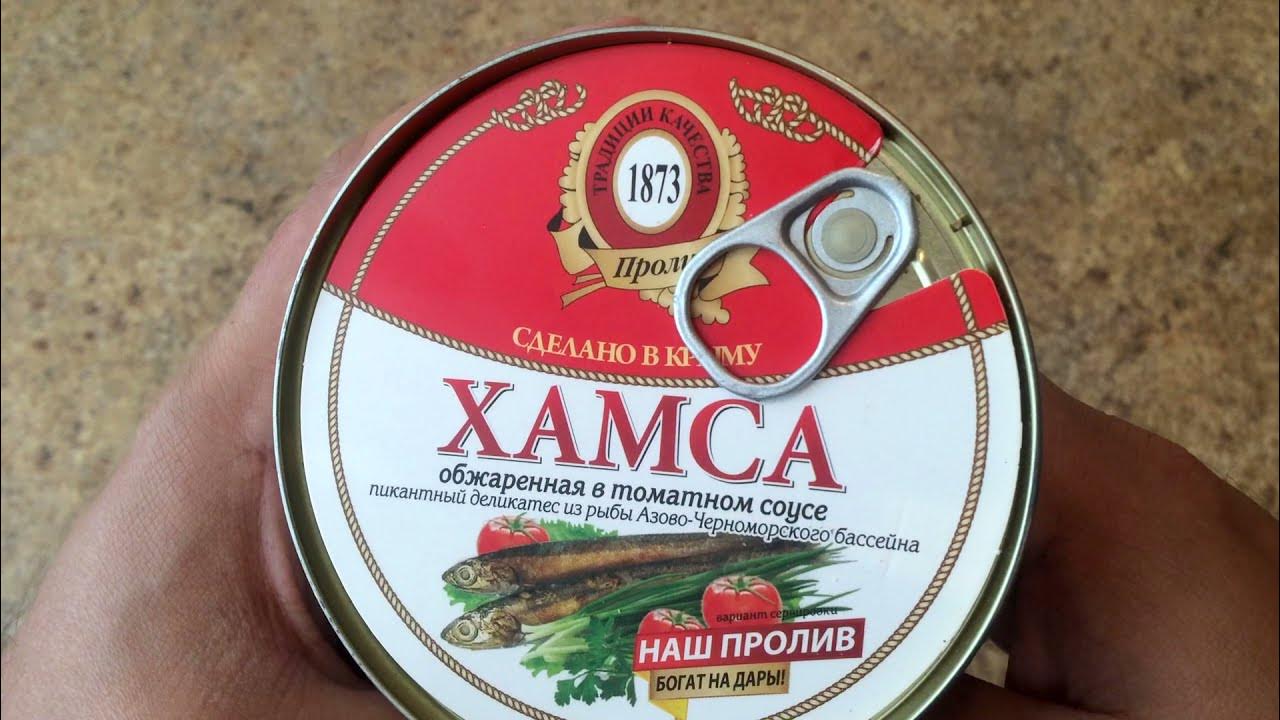 ТРАДИЦИИ КАЧЕСТВА
1873
СДЕЛАНО В КРЫМУ
ХАМСА
обжаренная в томатном соусе
пикантный деликатес из рыбы Азово-Черноморского бассейна
вариант сервировки
НАШ ПРОЛИВ
БОГАТ НА ДАРЫ!